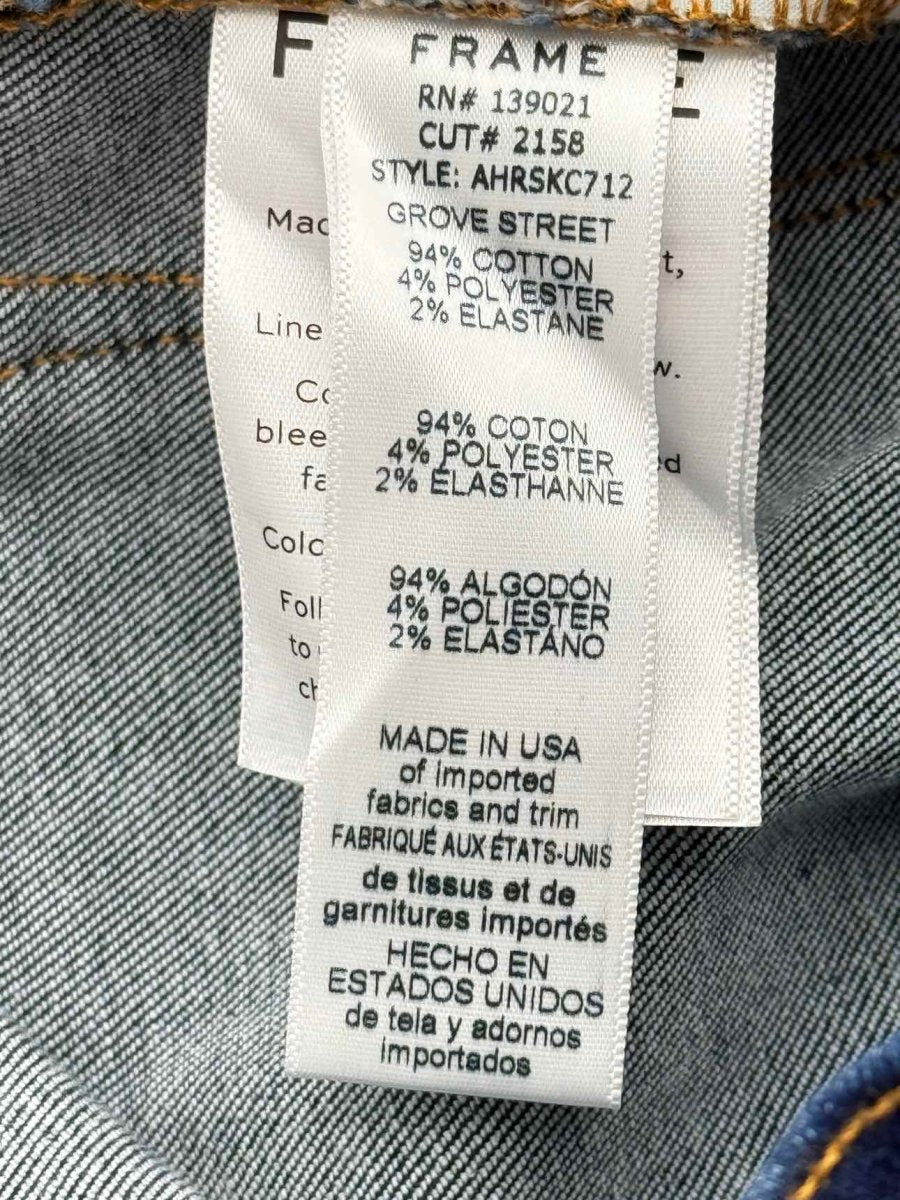 FRAME
RN# 139021
CUT# 2158
STYLE: AHRSKC712
GROVE STREET
94% COTTON
4% POLYESTER
2% ELASTANE
94% COTON
4% POLYESTER
2% ÉLASTHANNE
94% ALGODÓN
4% POLIÉSTER
2% ELASTANO
MADE IN USA
of imported
fabrics and trim
FABRIQUÉ AUX ÉTATS-UNIS
de tissus et de
garnitures importés
HECHO EN
ESTADOS UNIDOS
de tela y adornos
importados
F E
Line